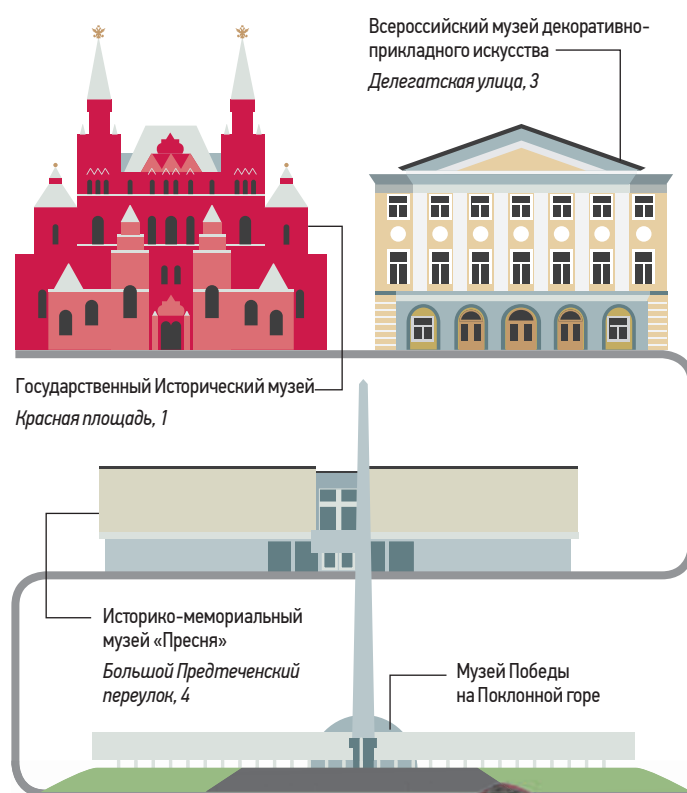 Всероссийский музей декоративно-
прикладного искусства
Делегатская улица, 3
Государственный Исторический музей
Красная площадь, 1
Историко-мемориальный
музей «Пресня»
Большой Предтеченский
переулок, 4
Музей Победы
на Поклонной горе